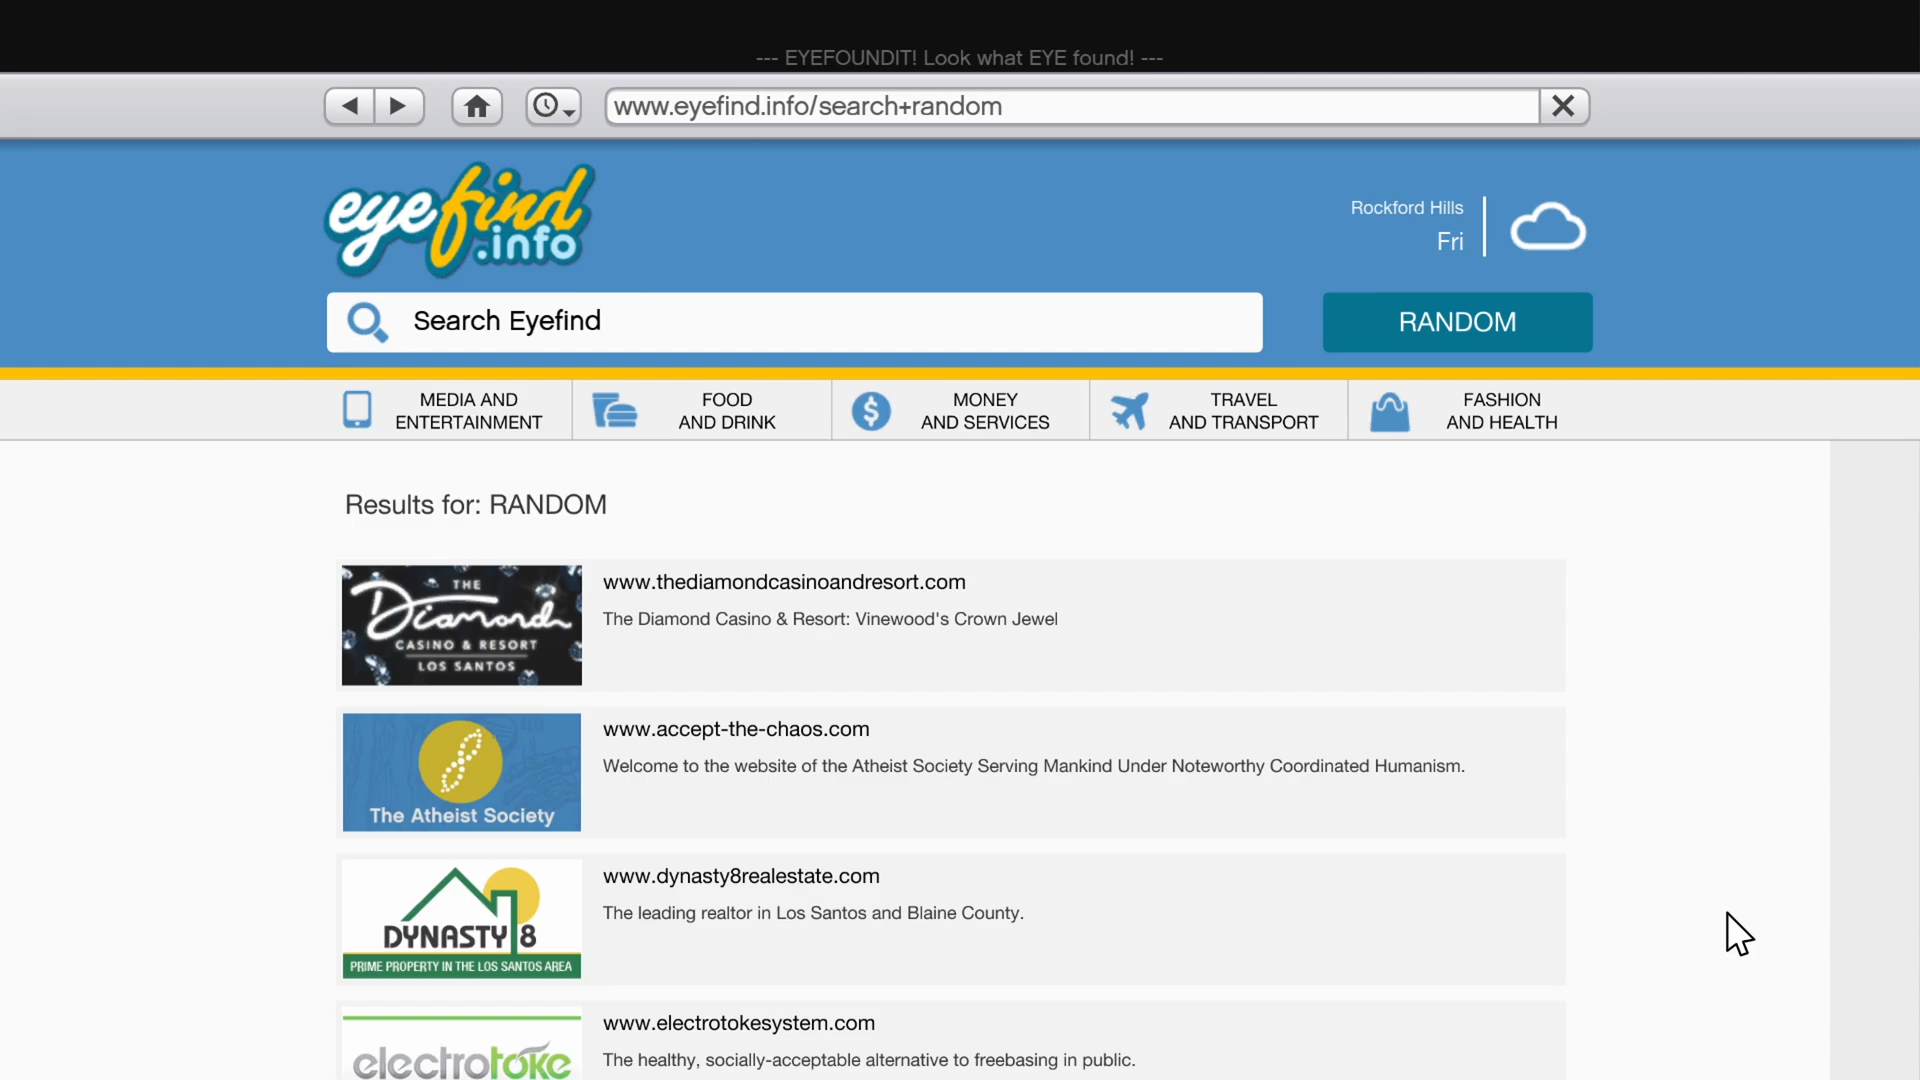 --- EYEFOUNDIT! Look what EYE found! ---
www.eyefind.info/search+random
eyefind
.info
Rockford Hills
Fri
Search Eyefind
RANDOM
MEDIA AND
ENTERTAINMENT
FOOD
AND DRINK
MONEY
AND SERVICES
TRAVEL
AND TRANSPORT
FASHION
AND HEALTH
Results for: RANDOM
THE
Diamond
CASINO & RESORT
LOS SANTOS
www.thediamondcasinoandresort.com
The Diamond Casino & Resort: Vinewood's Crown Jewel
The Atheist Society
www.accept-the-chaos.com
Welcome to the website of the Atheist Society Serving Mankind Under Noteworthy Coordinated Humanism.
DYNASTY 8
PRIME PROPERTY IN THE LOS SANTOS AREA
www.dynasty8realestate.com
The leading realtor in Los Santos and Blaine County.
electrotoke
www.electrotokesystem.com
The healthy, socially-acceptable alternative to freebasing in public.